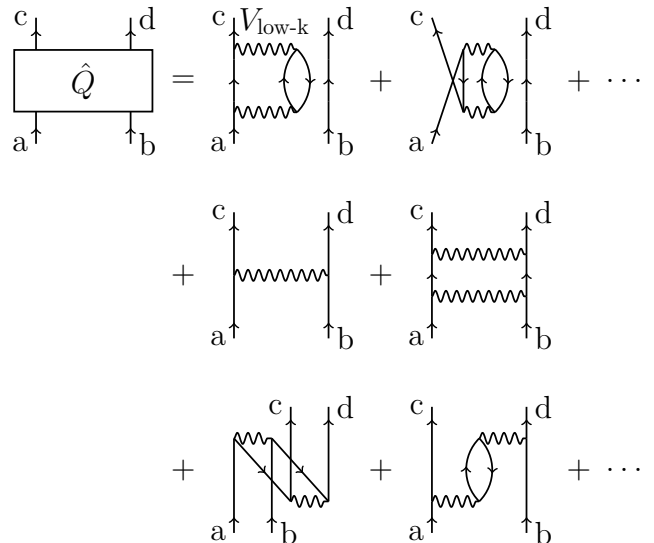 c d c V_low-k d c d
Q̂ = + + ···
a b a b a b
c d c d
+ +
a b a b
c d c d
+ + + ···
a b a b